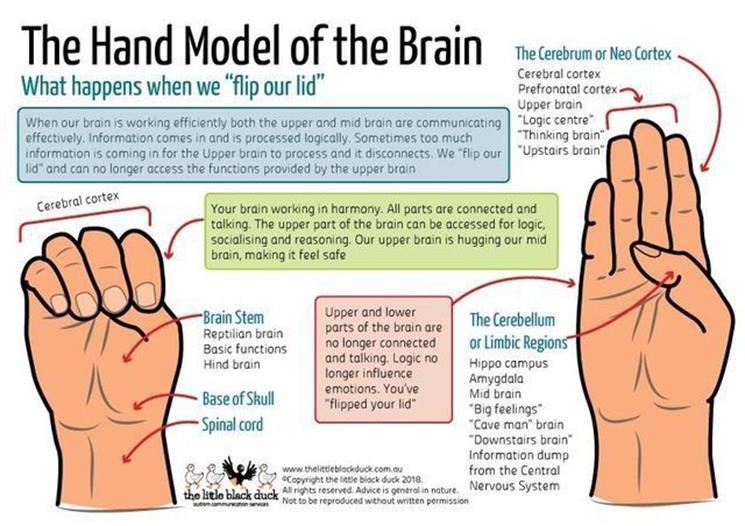 The Hand Model of the Brain
What happens when we “flip our lid”
When our brain is working efficiently both the upper and mid brain are communicating
effectively. Information comes in and is processed logically. Sometimes too much
information is coming in for the Upper brain to process and it disconnects. We “flip our
lid” and can no longer access the functions provided by the upper brain
The Cerebrum or Neo Cortex
Cerebral cortex
Prefronatal cortex
Upper brain
"Logic centre"
"Thinking brain"
"Upstairs brain"
Cerebral cortex
Your brain working in harmony. All parts are connected and
talking. The upper part of the brain can be accessed for logic,
socialising and reasoning. Our upper brain is hugging our mid
brain, making it feel safe
Brain Stem
Reptilian brain
Basic functions
Hind brain
Base of Skull
Spinal cord
Upper and lower
parts of the brain are
no longer connected
and talking. Logic no
longer influence
emotions. You've
"flipped your lid"
The Cerebellum
or Limbic Regions
Hippo campus
Amygdala
Mid brain
"Big feelings"
"Cave man" brain
"Downstairs brain"
Information dump
from the Central
Nervous System
the little black duck
autism communication services
www.thelittleblackduck.com.au
©Copyright the little black duck 2018.
All rights reserved. Advice is general in nature.
Not to be reproduced without written permission